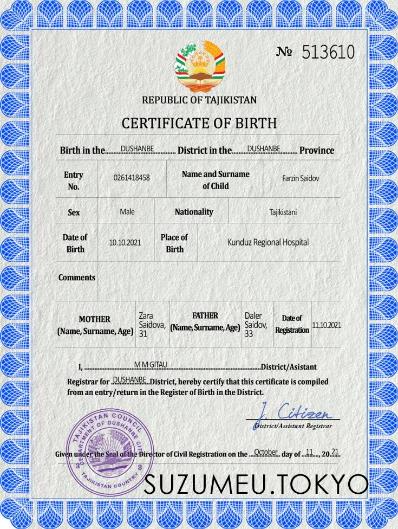 № 513610
REPUBLIC OF TAJIKISTAN
CERTIFICATE OF BIRTH
Birth in the DUSHANBE District in the DUSHANBE Province
Entry No. 0261418458 Name and Surname of Child Farzin Saidov
Sex Male Nationality Tajikistani
Date of Birth 10.10.2021 Place of Birth Kunduz Regional Hospital
Comments
MOTHER (Name, Surname, Age) Zara Saidova, 31 FATHER (Name, Surname, Age) Daler Saidov, 33 Date of Registration 11.10.2021
I, M M GITAU District/Asistant
Registrar for DUSHANBE District, hereby certify that this certificate is compiled
from an entry/return in the Register of Birth in the District.
J. Citizen
District/Assistant Registrar
Given under the Seal of the Director of Civil Registration on the October day of 11, 20 21
TAJIKISTAN COUNCIL
TAJIKISTAN COUNTRY
SUZUMEU.TOKYO